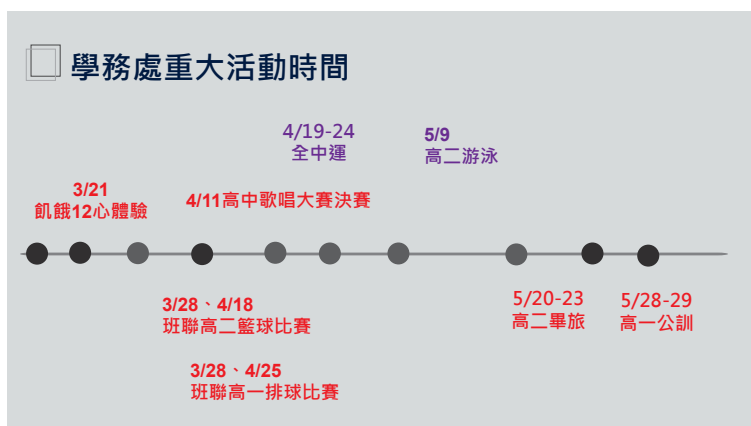 學務處重大活動時間
4/19-24
全中運
5/9
高二游泳
3/21
飢餓12心體驗
4/11高中歌唱大賽決賽
3/28、4/18
班聯高二籃球比賽
3/28、4/25
班聯高一排球比賽
5/20-23
高二畢旅
5/28-29
高一公訓